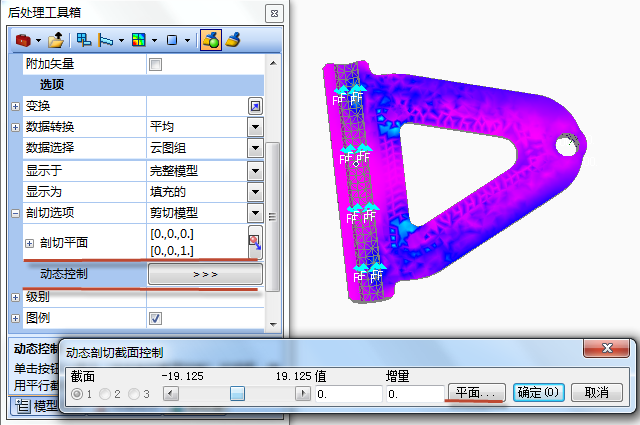 后处理工具箱
附加矢量
选项
变换
数据转换 平均
数据选择 云图组
显示于 完整模型
显示为 填充的
剖切选项 剪切模型
剖切平面 [0.,0.,0.]
[0.,0.,1.]
动态控制 >>>
级别
图例
动态控制
单击按钮
用平行截
模型
FF
FF
FF
FF
动态剖切截面控制
截面 -19.125 19.125 值 增量
1 2 3 0. 0. 平面... 确定(O) 取消